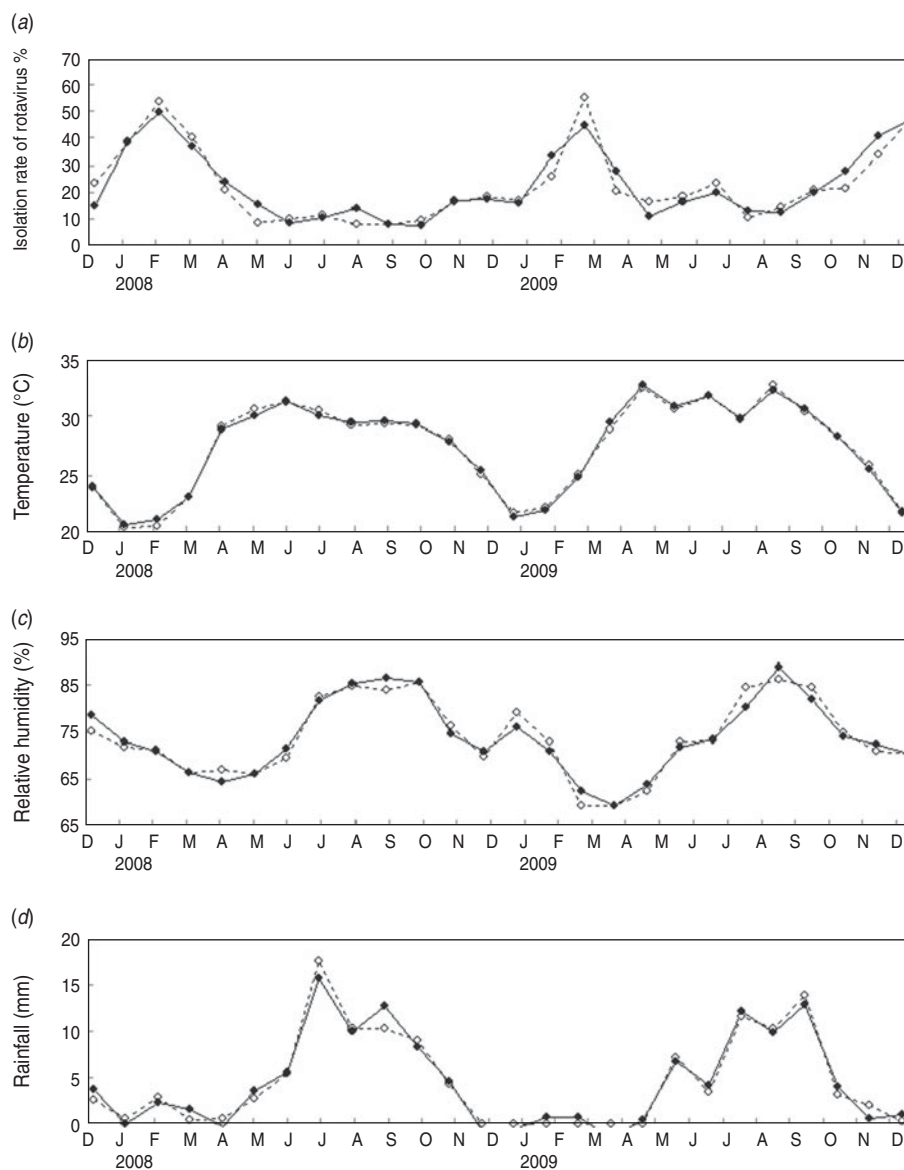 (a)
Isolation rate of rotavirus %
70
60
50
40
30
20
10
0
D J F M A M J J A S O N D J F M A M J J A S O N D
2008 2009
(b)
Temperature (°C)
35
30
25
20
D J F M A M J J A S O N D J F M A M J J A S O N D
2008 2009
(c)
Relative humidity (%)
95
85
75
65
65
D J F M A M J J A S O N D J F M A M J J A S O N D
2008 2009
(d)
Rainfall (mm)
20
15
10
5
0
D J F M A M J J A S O N D J F M A M J J A S O N D
2008 2009